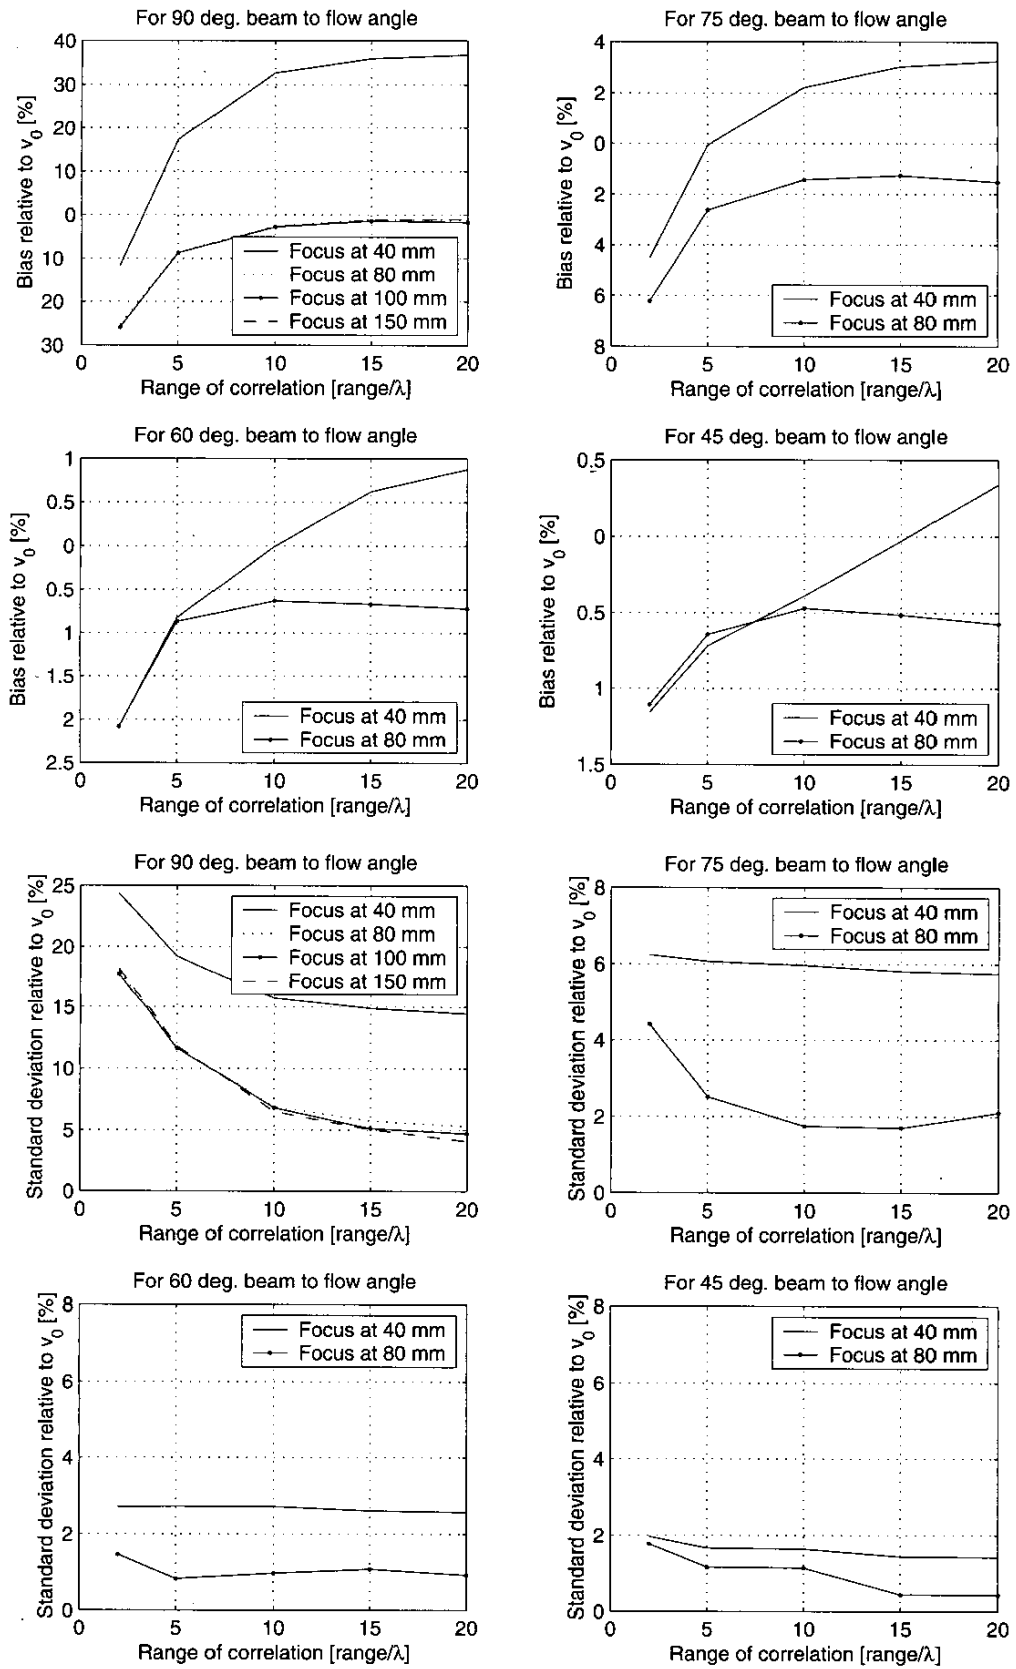 For 90 deg. beam to flow angle
Bias relative to v0 [%]
40
30
20
10
0
10
20
30
Focus at 40 mm
Focus at 80 mm
Focus at 100 mm
Focus at 150 mm
0 5 10 15 20
Range of correlation [range/λ]
For 75 deg. beam to flow angle
Bias relative to v0 [%]
4
2
0
2
4
6
8
Focus at 40 mm
Focus at 80 mm
0 5 10 15 20
Range of correlation [range/λ]
For 60 deg. beam to flow angle
Bias relative to v0 [%]
1
0.5
0
0.5
1
1.5
2
2.5
Focus at 40 mm
Focus at 80 mm
0 5 10 15 20
Range of correlation [range/λ]
For 45 deg. beam to flow angle
Bias relative to v0 [%]
0.5
0
0.5
1
1.5
Focus at 40 mm
Focus at 80 mm
0 5 10 15 20
Range of correlation [range/λ]
For 90 deg. beam to flow angle
Standard deviation relative to v0 [%]
25
20
15
10
5
0
Focus at 40 mm
Focus at 80 mm
Focus at 100 mm
Focus at 150 mm
0 5 10 15 20
Range of correlation [range/λ]
For 75 deg. beam to flow angle
Standard deviation relative to v0 [%]
8
6
4
2
0
Focus at 40 mm
Focus at 80 mm
0 5 10 15 20
Range of correlation [range/λ]
For 60 deg. beam to flow angle
Standard deviation relative to v0 [%]
8
6
4
2
0
Focus at 40 mm
Focus at 80 mm
0 5 10 15 20
Range of correlation [range/λ]
For 45 deg. beam to flow angle
Standard deviation relative to v0 [%]
8
6
4
2
0
Focus at 40 mm
Focus at 80 mm
0 5 10 15 20
Range of correlation [range/λ]